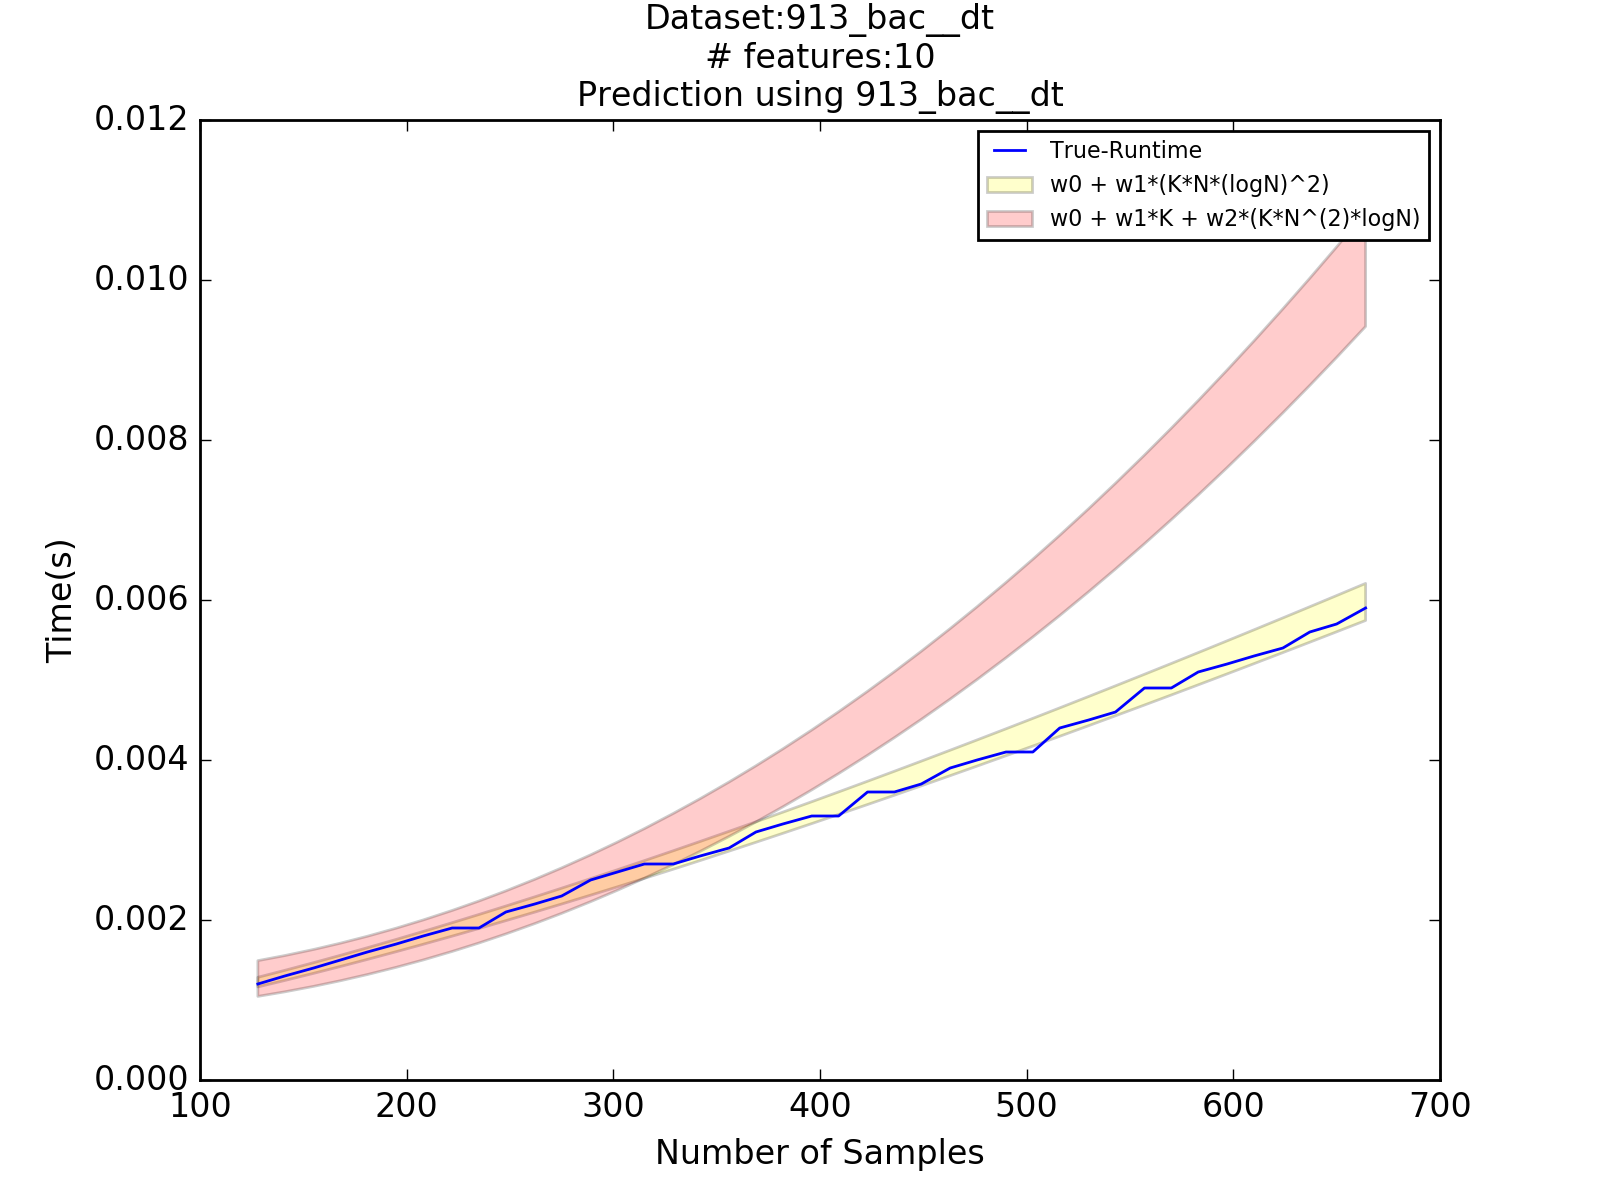 Dataset:913_bac__dt
# features:10
Prediction using 913_bac__dt
0.012
0.010
0.008
0.006
0.004
0.002
0.000
Time(s)
True-Runtime
w0 + w1*(K*N*(logN)^2)
w0 + w1*K + w2*(K*N^(2)*logN)
100 200 300 400 500 600 700
Number of Samples